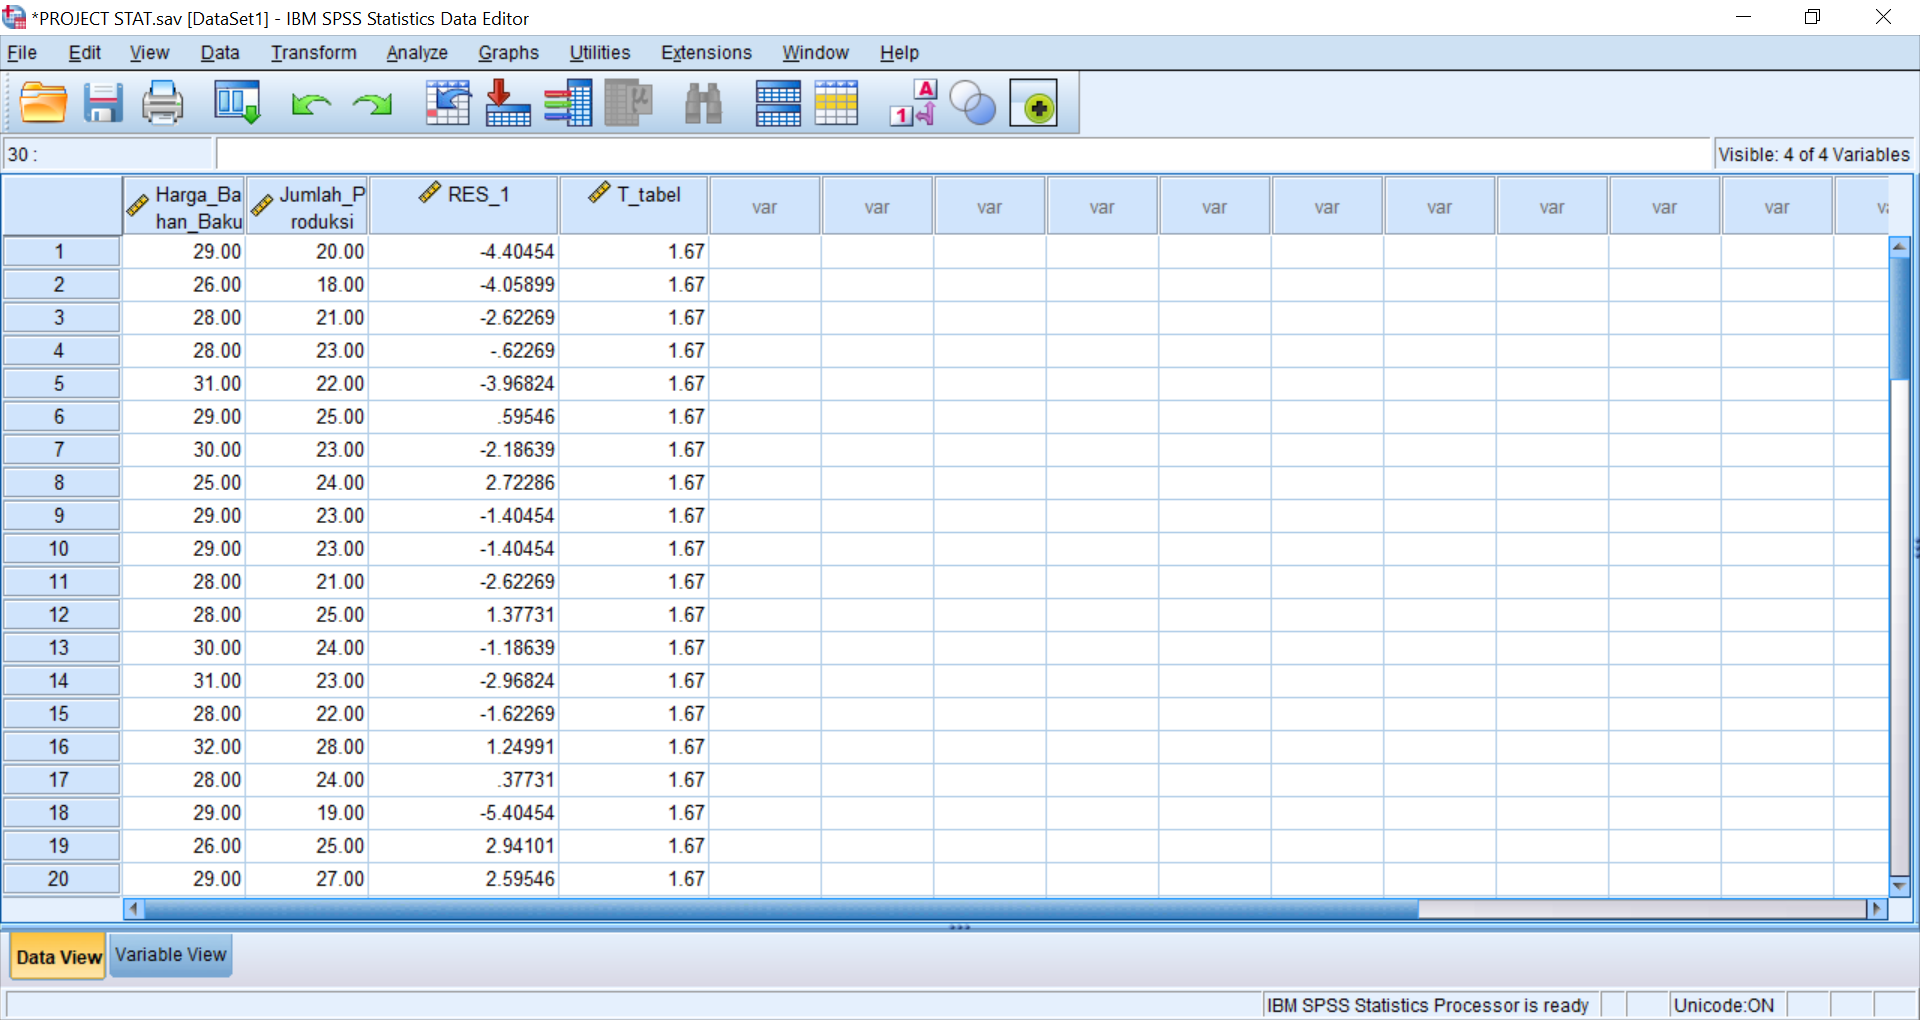 *PROJECT STAT.sav [DataSet1] - IBM SPSS Statistics Data Editor
File Edit View Data Transform Analyze Graphs Utilities Extensions Window Help
30 :
Visible: 4 of 4 Variables
Harga_Ba
han_Baku
Jumlah_P
roduksi
RES_1
T_tabel
var var var var var var var var var var
1 29.00 20.00 -4.40454 1.67
2 26.00 18.00 -4.05899 1.67
3 28.00 21.00 -2.62269 1.67
4 28.00 23.00 -.62269 1.67
5 31.00 22.00 -3.96824 1.67
6 29.00 25.00 .59546 1.67
7 30.00 23.00 -2.18639 1.67
8 25.00 24.00 2.72286 1.67
9 29.00 23.00 -1.40454 1.67
10 29.00 23.00 -1.40454 1.67
11 28.00 21.00 -2.62269 1.67
12 28.00 25.00 1.37731 1.67
13 30.00 24.00 -1.18639 1.67
14 31.00 23.00 -2.96824 1.67
15 28.00 22.00 -1.62269 1.67
16 32.00 28.00 1.24991 1.67
17 28.00 24.00 .37731 1.67
18 29.00 19.00 -5.40454 1.67
19 26.00 25.00 2.94101 1.67
20 29.00 27.00 2.59546 1.67
Data View Variable View
IBM SPSS Statistics Processor is ready
Unicode:ON